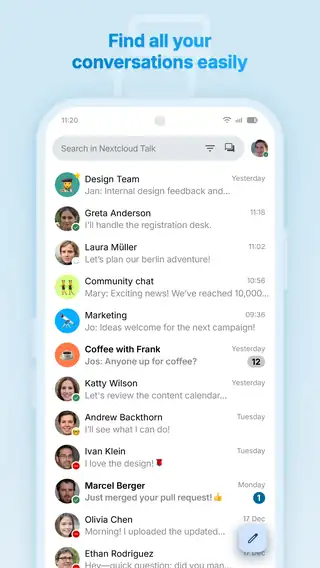 Find all your
conversations easily
11:20
Search in Nextcloud Talk
Design Team
Yesterday
Jan: Internal design feedback and...
Greta Anderson
11:18
I'll handle the registration desk.
Laura Müller
11:02
Let's plan our berlin adventure!
Community chat
10:56
Mary: Exciting news! We've reached 10,000...
Marketing
09:36
Jo: Ideas welcome for the next campaign!
Coffee with Frank
Yesterday
Jos: Anyone up for coffee?
12
Katty Wilson
Yesterday
Let's review the content calendar...
Andrew Backthorn
Tuesday
I'll see what I can do!
Ivan Klein
Tuesday
I love the design!
Marcel Berger
Monday
Just merged your pull request!👍
1
Olivia Chen
17 Dec
Morning! I uploaded the updated...
Ethan Rodriguez
17 Dec
Hey—quick question: did you man...